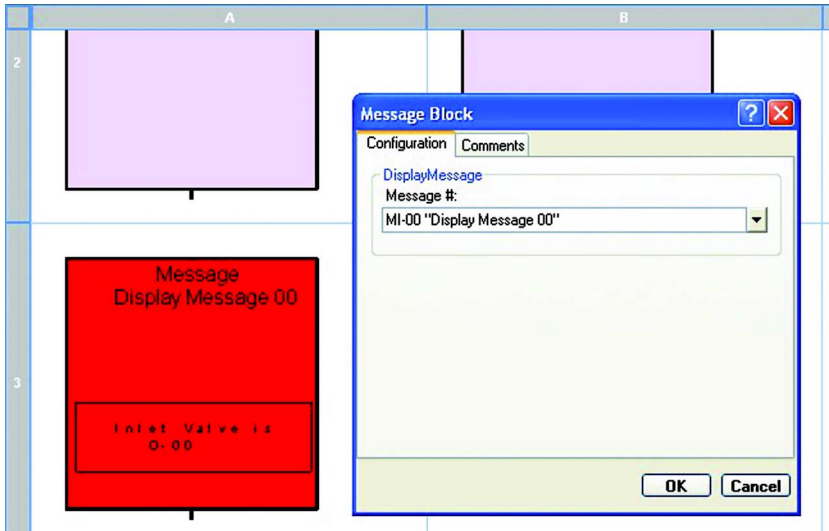 A B
2
Message Block
Configuration Comments
DisplayMessage
Message #:
MI-00 "Display Message 00"
3
Message
Display Message 00
Inlet Valve is
O-00
OK Cancel